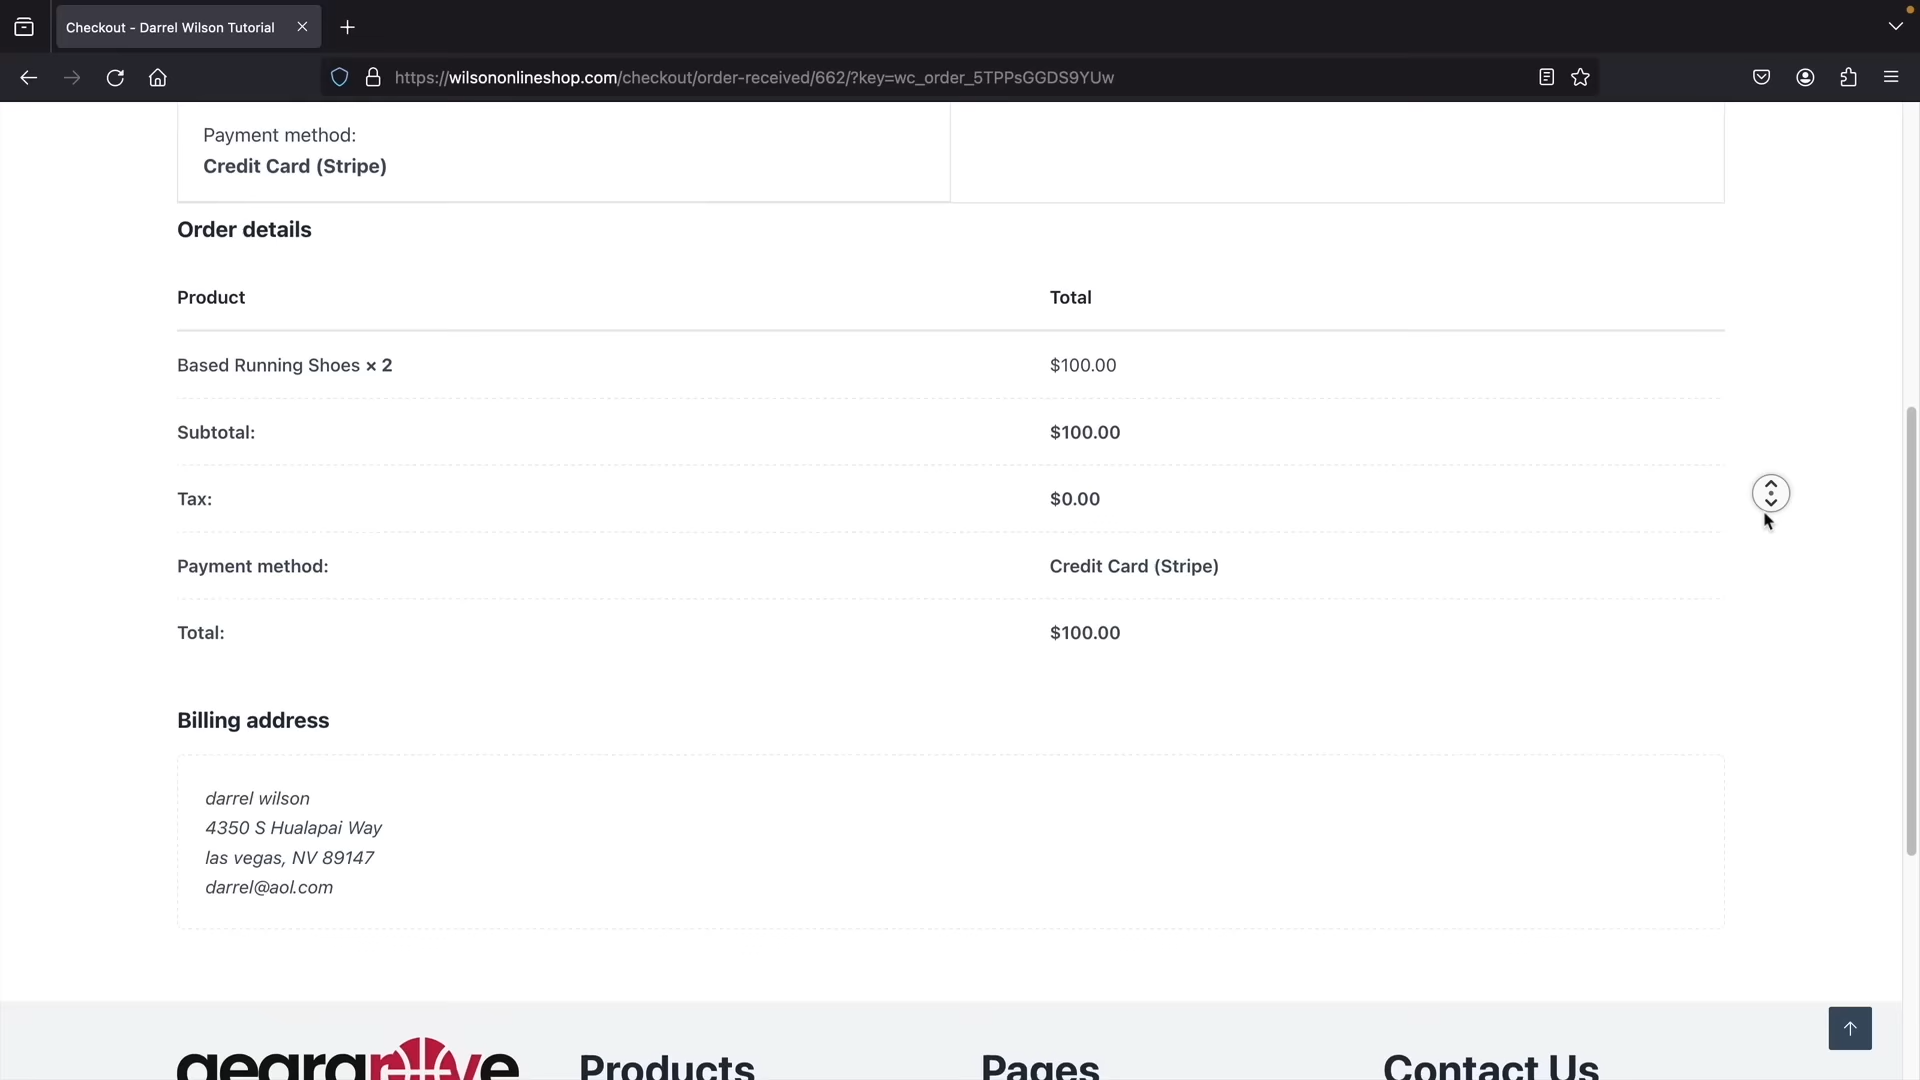 Checkout - Darrel Wilson Tutorial
https://wilsononlineshop.com/checkout/order-received/662/?key=wc_order_5TPPsGGDS9YUw
Payment method:
Credit Card (Stripe)
Order details
Product Total
Based Running Shoes × 2 $100.00
Subtotal: $100.00
Tax: $0.00
Payment method: Credit Card (Stripe)
Total: $100.00
Billing address
darrel wilson
4350 S Hualapai Way
las vegas, NV 89147
darrel@aol.com
Products Pages Contact Us